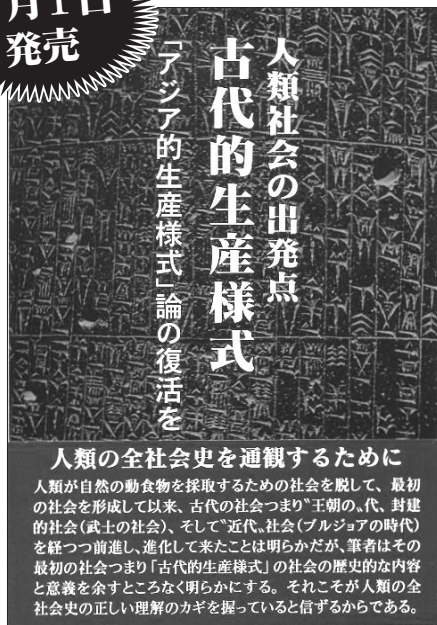 月1日
発売
人類社会の出発点
古代的生産様式
「アジア的生産様式」論の復活を
人類の全社会史を通観するために
人類が自然の動食物を採取するための社会を脱して、最初
の社会を形成して以来、古代の社会つまり〝王朝の〟代、封建
的社会(武士の社会)、そして〝近代〟社会(ブルジョアの時代)
を経つつ前進し、進化して来たことは明らかだが、筆者はその
最初の社会つまり「古代的生産様式」の社会の歴史的な内容
と意義を余すところなく明らかにする。それこそが人類の全
社会史の正しい理解のカギを握っていると信ずるからである。